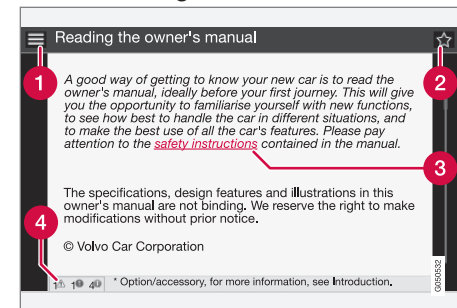 Reading the owner's manual
1
2
A good way of getting to know your new car is to read the
owner's manual, ideally before your first journey. This will give
you the opportunity to familiarise yourself with new functions,
to see how best to handle the car in different situations, and
to make the best use of all the car's features. Please pay
attention to the safety instructions contained in the manual.
3
The specifications, design features and illustrations in this
owner's manual are not binding. We reserve the right to make
modifications without prior notice.
4
© Volvo Car Corporation
1 1 4 * Option/accessory, for more information, see Introduction.
G050532